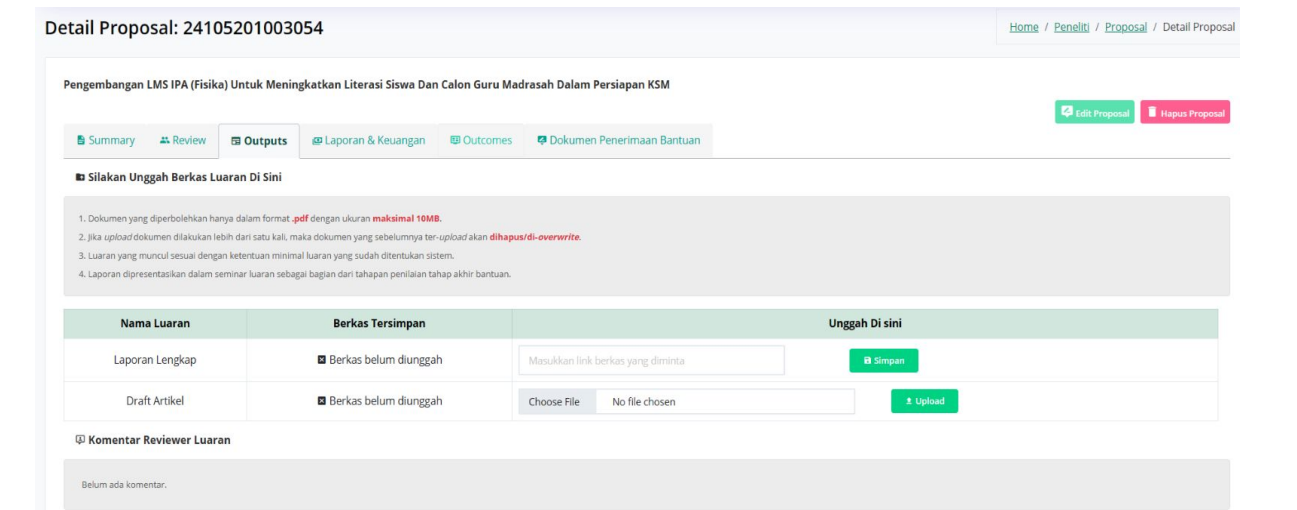 Detail Proposal: 24105201003054
Home / Peneliti / Proposal / Detail Proposal
Pengembangan LMS IPA (Fisika) Untuk Meningkatkan Literasi Siswa Dan Calon Guru Madrasah Dalam Persiapan KSM
Edit Proposal Hapus Proposal
Summary Review Outputs Laporan & Keuangan Outcomes Dokumen Penerimaan Bantuan
Silakan Unggah Berkas Luaran Di Sini
1. Dokumen yang diperbolehkan hanya dalam format .pdf dengan ukuran maksimal 10MB.
2. Jika upload dokumen dilakukan lebih dari satu kali, maka dokumen yang sebelumnya ter-upload akan dihapus/di-overwrite.
3. Luaran yang muncul sesuai dengan ketentuan minimal luaran yang sudah ditentukan sistem.
4. Laporan dipresentasikan dalam seminar luaran sebagai bagian dari tahapan penilaian tahap akhir bantuan.
Nama Luaran Berkas Tersimpan Unggah Di sini
Laporan Lengkap Berkas belum diunggah Masukkan link berkas yang diminta Simpan
Draft Artikel Berkas belum diunggah Choose File No file chosen Upload
Komentar Reviewer Luaran
Belum ada komentar.